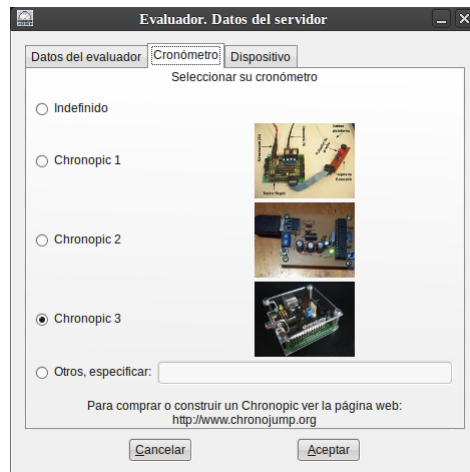 Evaluador. Datos del servidor
Datos del evaluador Cronómetro Dispositivo
Seleccionar su cronómetro
Indefinido
Chronopic 1
Chronopic 2
Chronopic 3
Otros, especificar:
Para comprar o construir un Chronopic ver la página web:
http://www.chronojump.org
Cancelar Aceptar